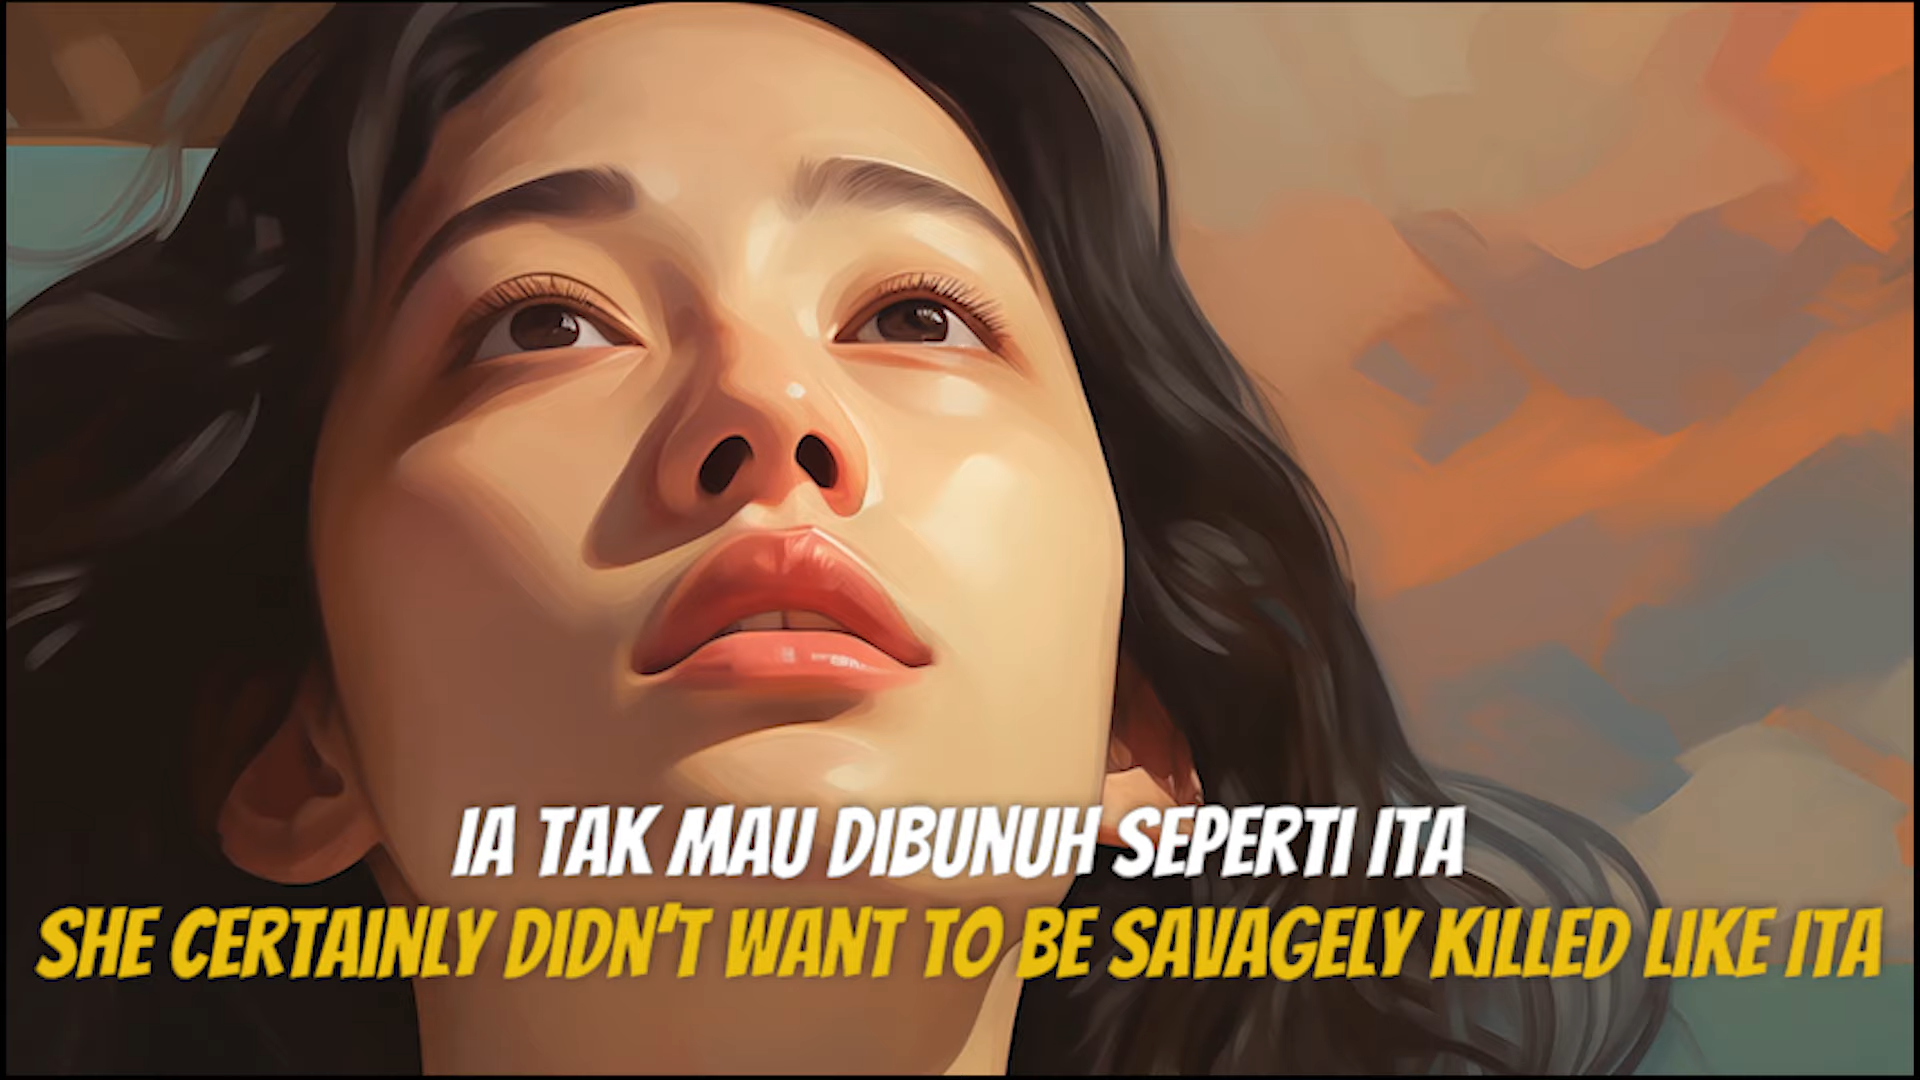 IA TAK MAU DIBUNUH SEPERTI ITA
SHE CERTAINLY DIDN'T WANT TO BE SAVAGELY KILLED LIKE ITA